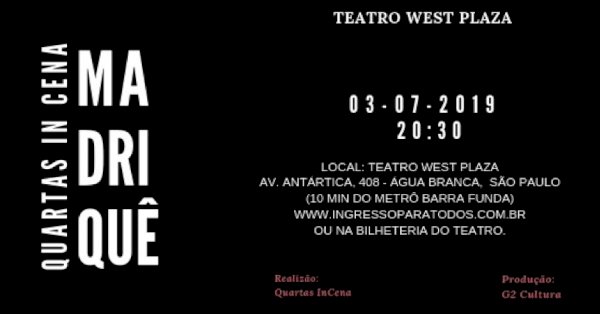 TEATRO WEST PLAZA
QUARTAS IN CENA
MA
DRI
QUÊ
03-07-2019
20:30
LOCAL: TEATRO WEST PLAZA
AV. ANTÁRTICA, 408 - ÁGUA BRANCA, SÃO PAULO
(10 MIN DO METRÔ BARRA FUNDA)
WWW.INGRESSOPARATODOS.COM.BR
OU NA BILHETERIA DO TEATRO.
Realizão:
Quartas InCena
Produção:
G2 Cultura